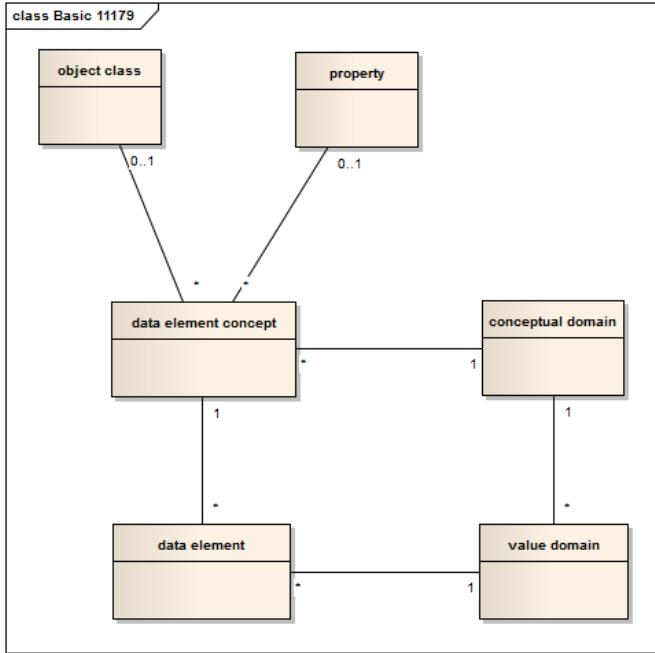 class Basic 11179
object class
property
0..1
0..1
*
*
data element concept
conceptual domain
*
1
1
1
*
*
data element
value domain
*
1